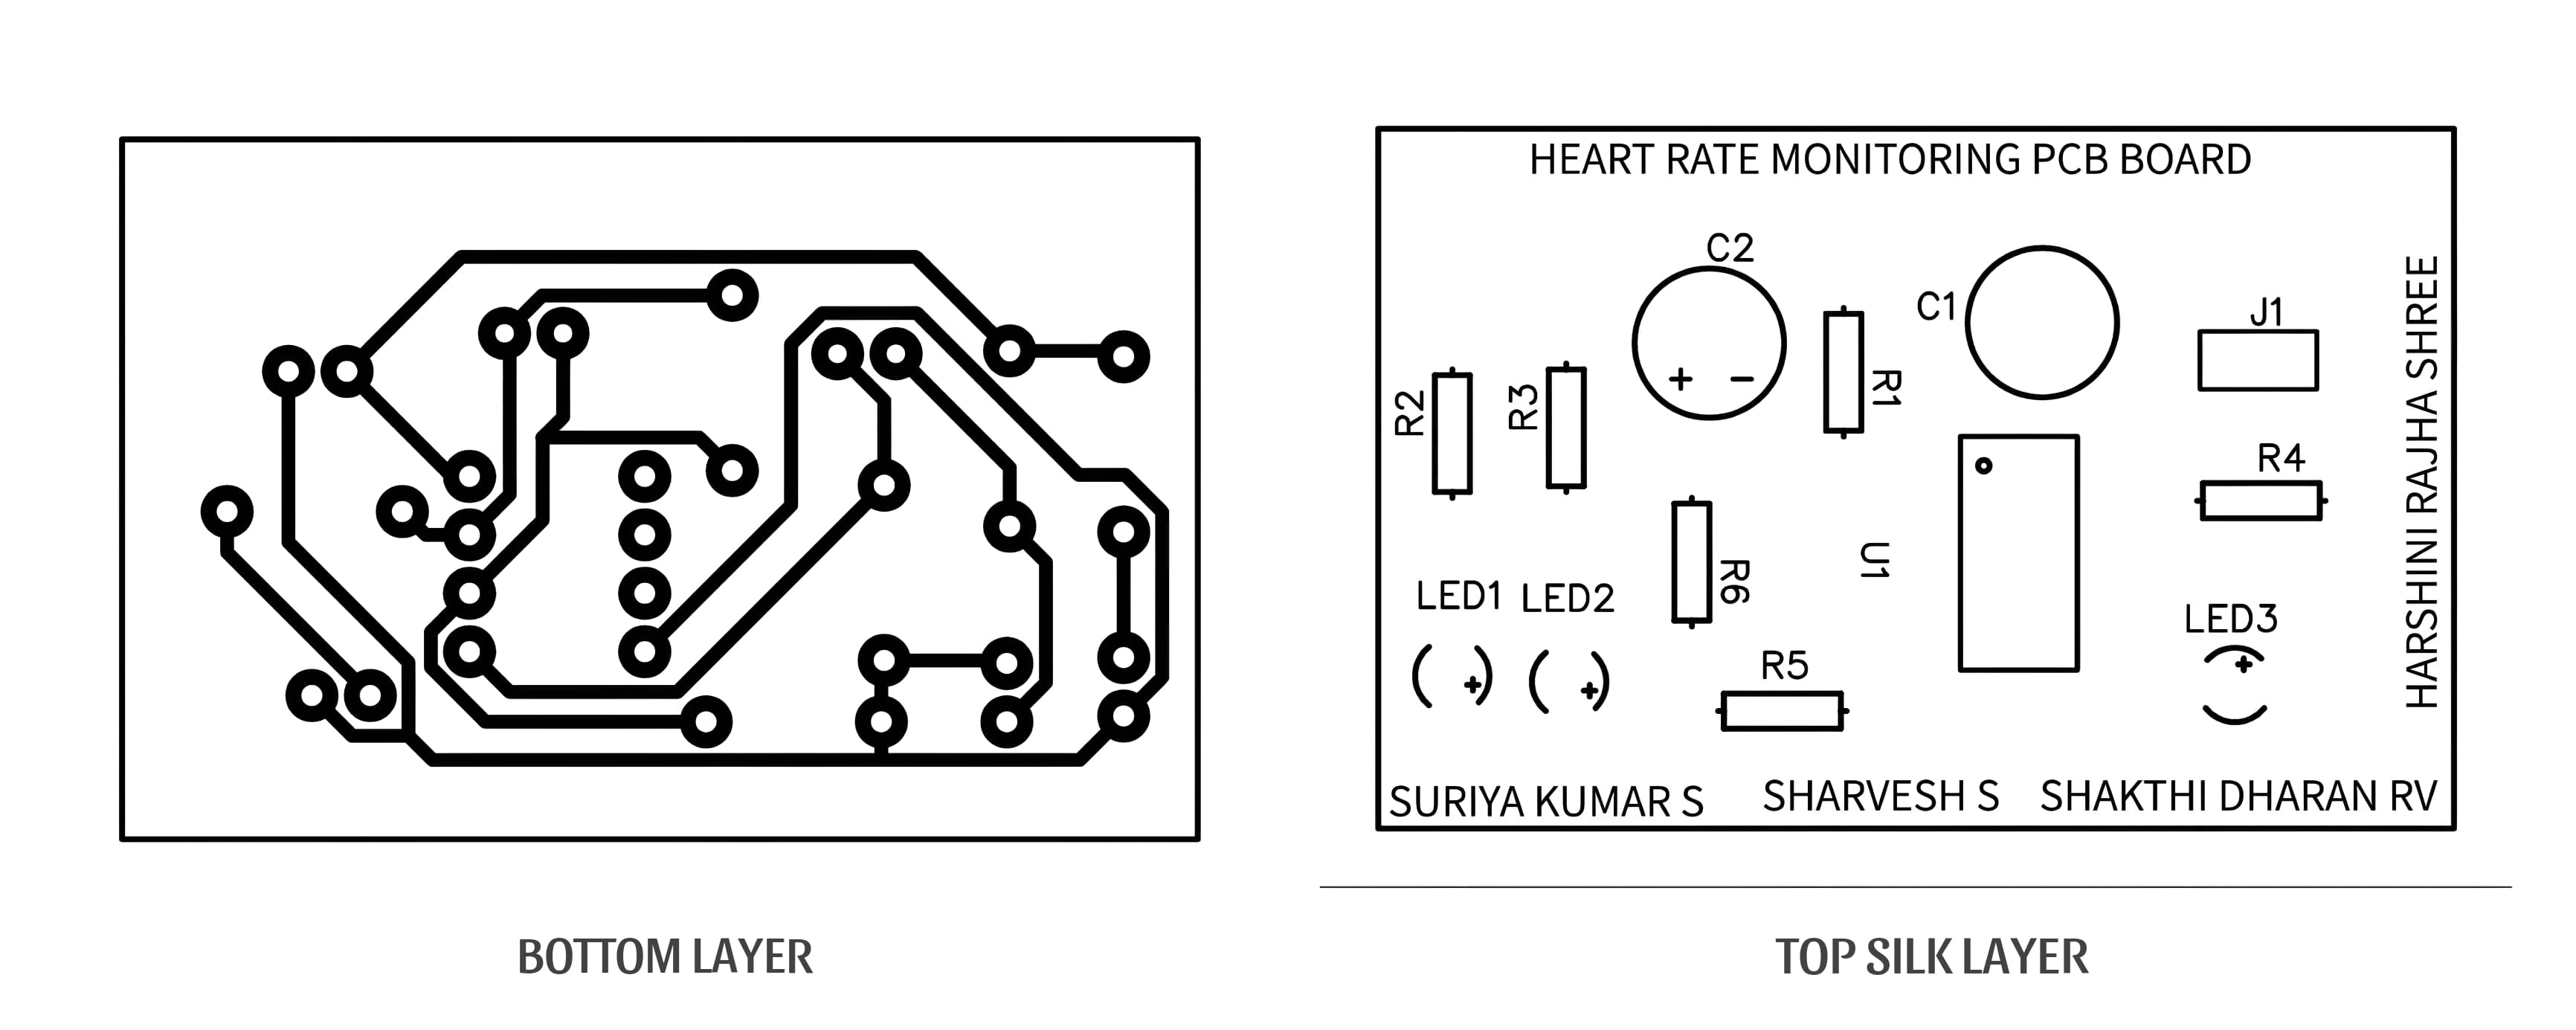 HEART RATE MONITORING PCB BOARD
C2
C1
J1
R2
R3
R1
R4
HARSHINI RAJHA SHREE
U1
R6
LED1
LED2
LED3
R5
SURIYA KUMAR S
SHARVESH S
SHAKTHI DHARAN RV
BOTTOM LAYER
TOP SILK LAYER